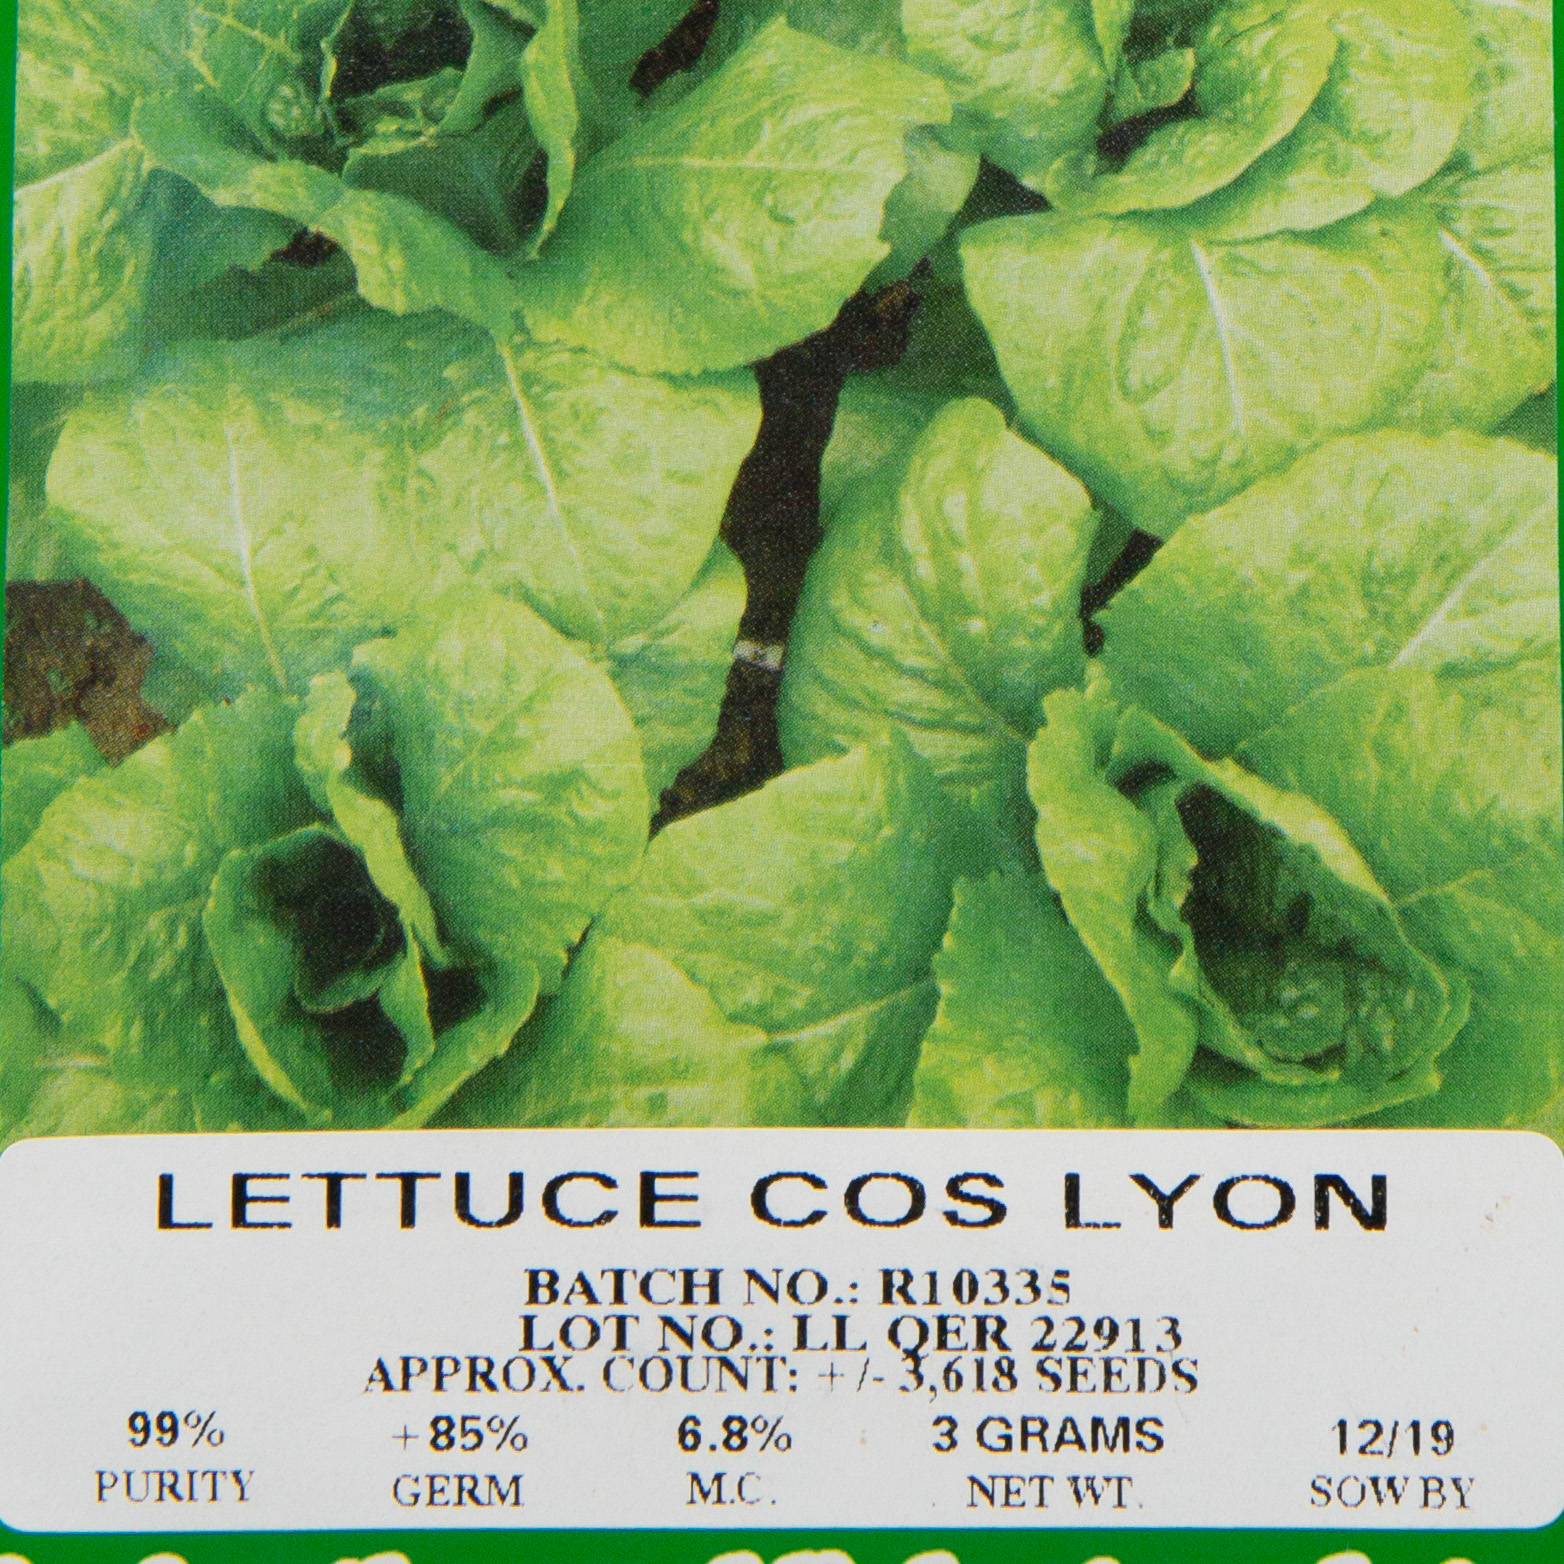 LETTUCE COS LYON
BATCH NO.: R10335
LOT NO.: LL QER 22913
APPROX. COUNT: +/- 3,618 SEEDS
99% +85% 6.8% 3 GRAMS 12/19
PURITY GERM M.C. NET WT. SOW BY